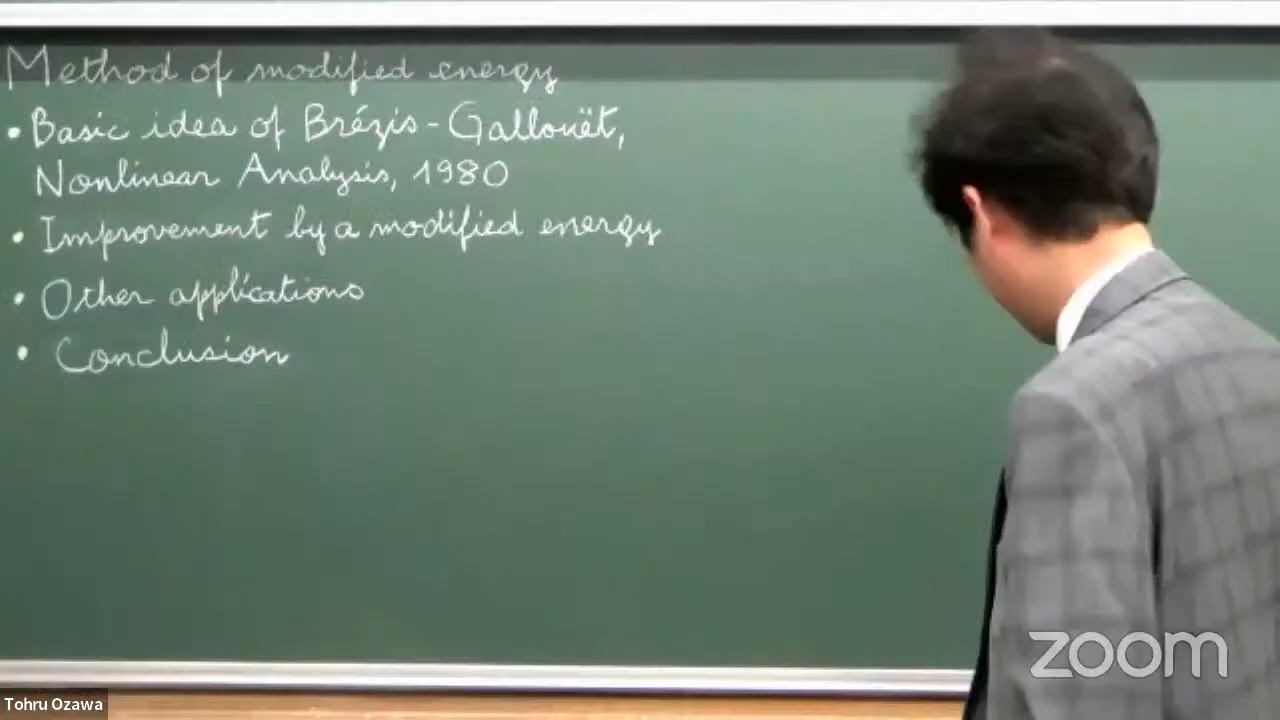 Method of modified energy
• Basic idea of Brézis-Gallouët,
Nonlinear Analysis, 1980
• Improvement by a modified energy
• Other applications
• Conclusion
zoom
Tohru Ozawa